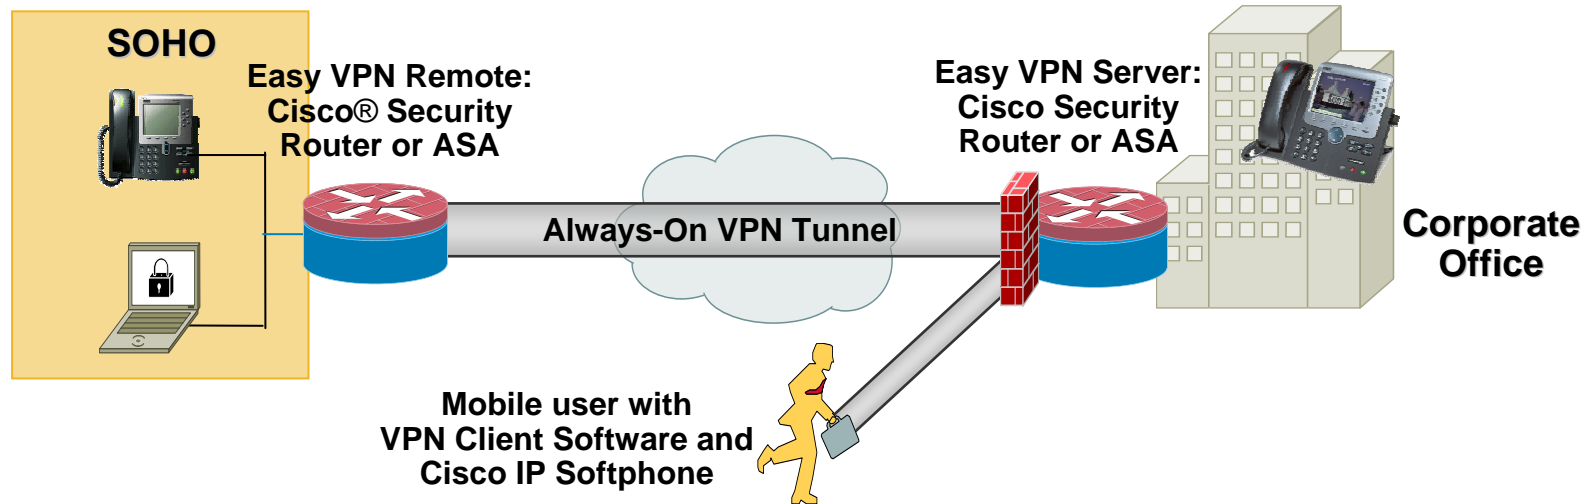 SOHO
Easy VPN Remote:
Cisco® Security
Router or ASA
Easy VPN Server:
Cisco Security
Router or ASA
Always-On VPN Tunnel
Corporate
Office
Mobile user with
VPN Client Software and
Cisco IP Softphone